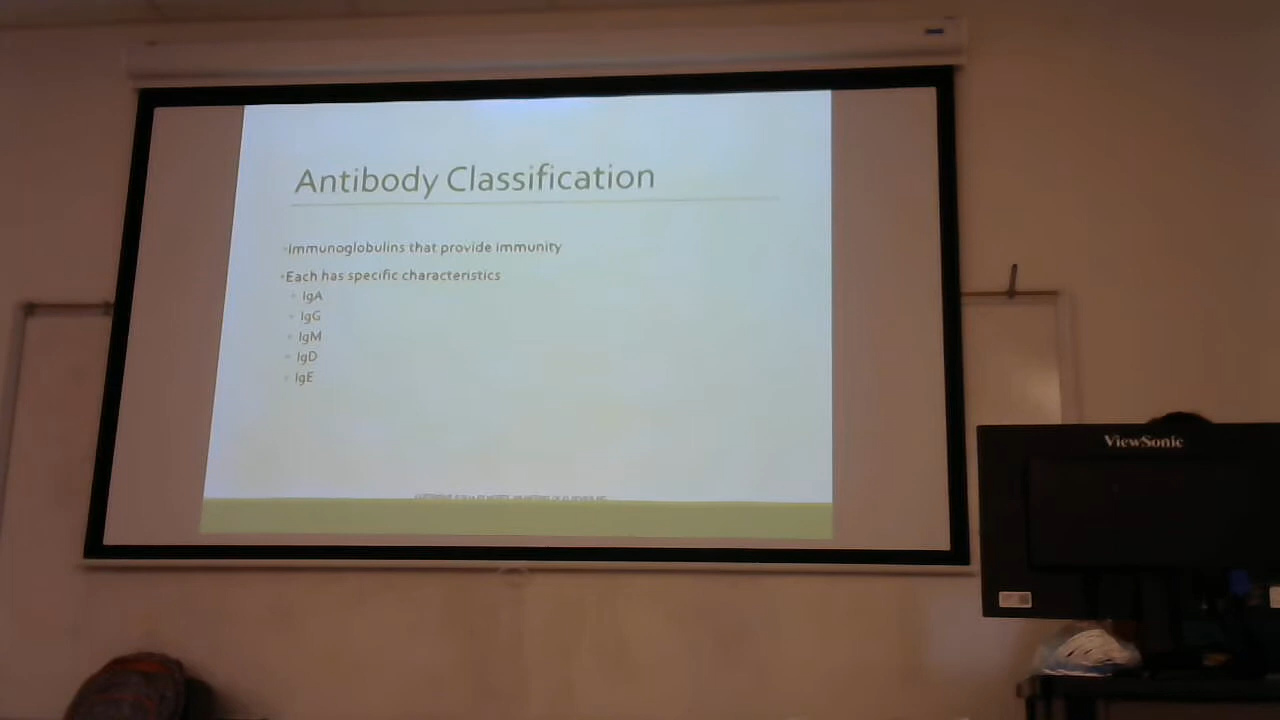 Antibody Classification
Immunoglobulins that provide immunity
Each has specific characteristics
IgA
IgG
IgM
IgD
IgE
ViewSonic